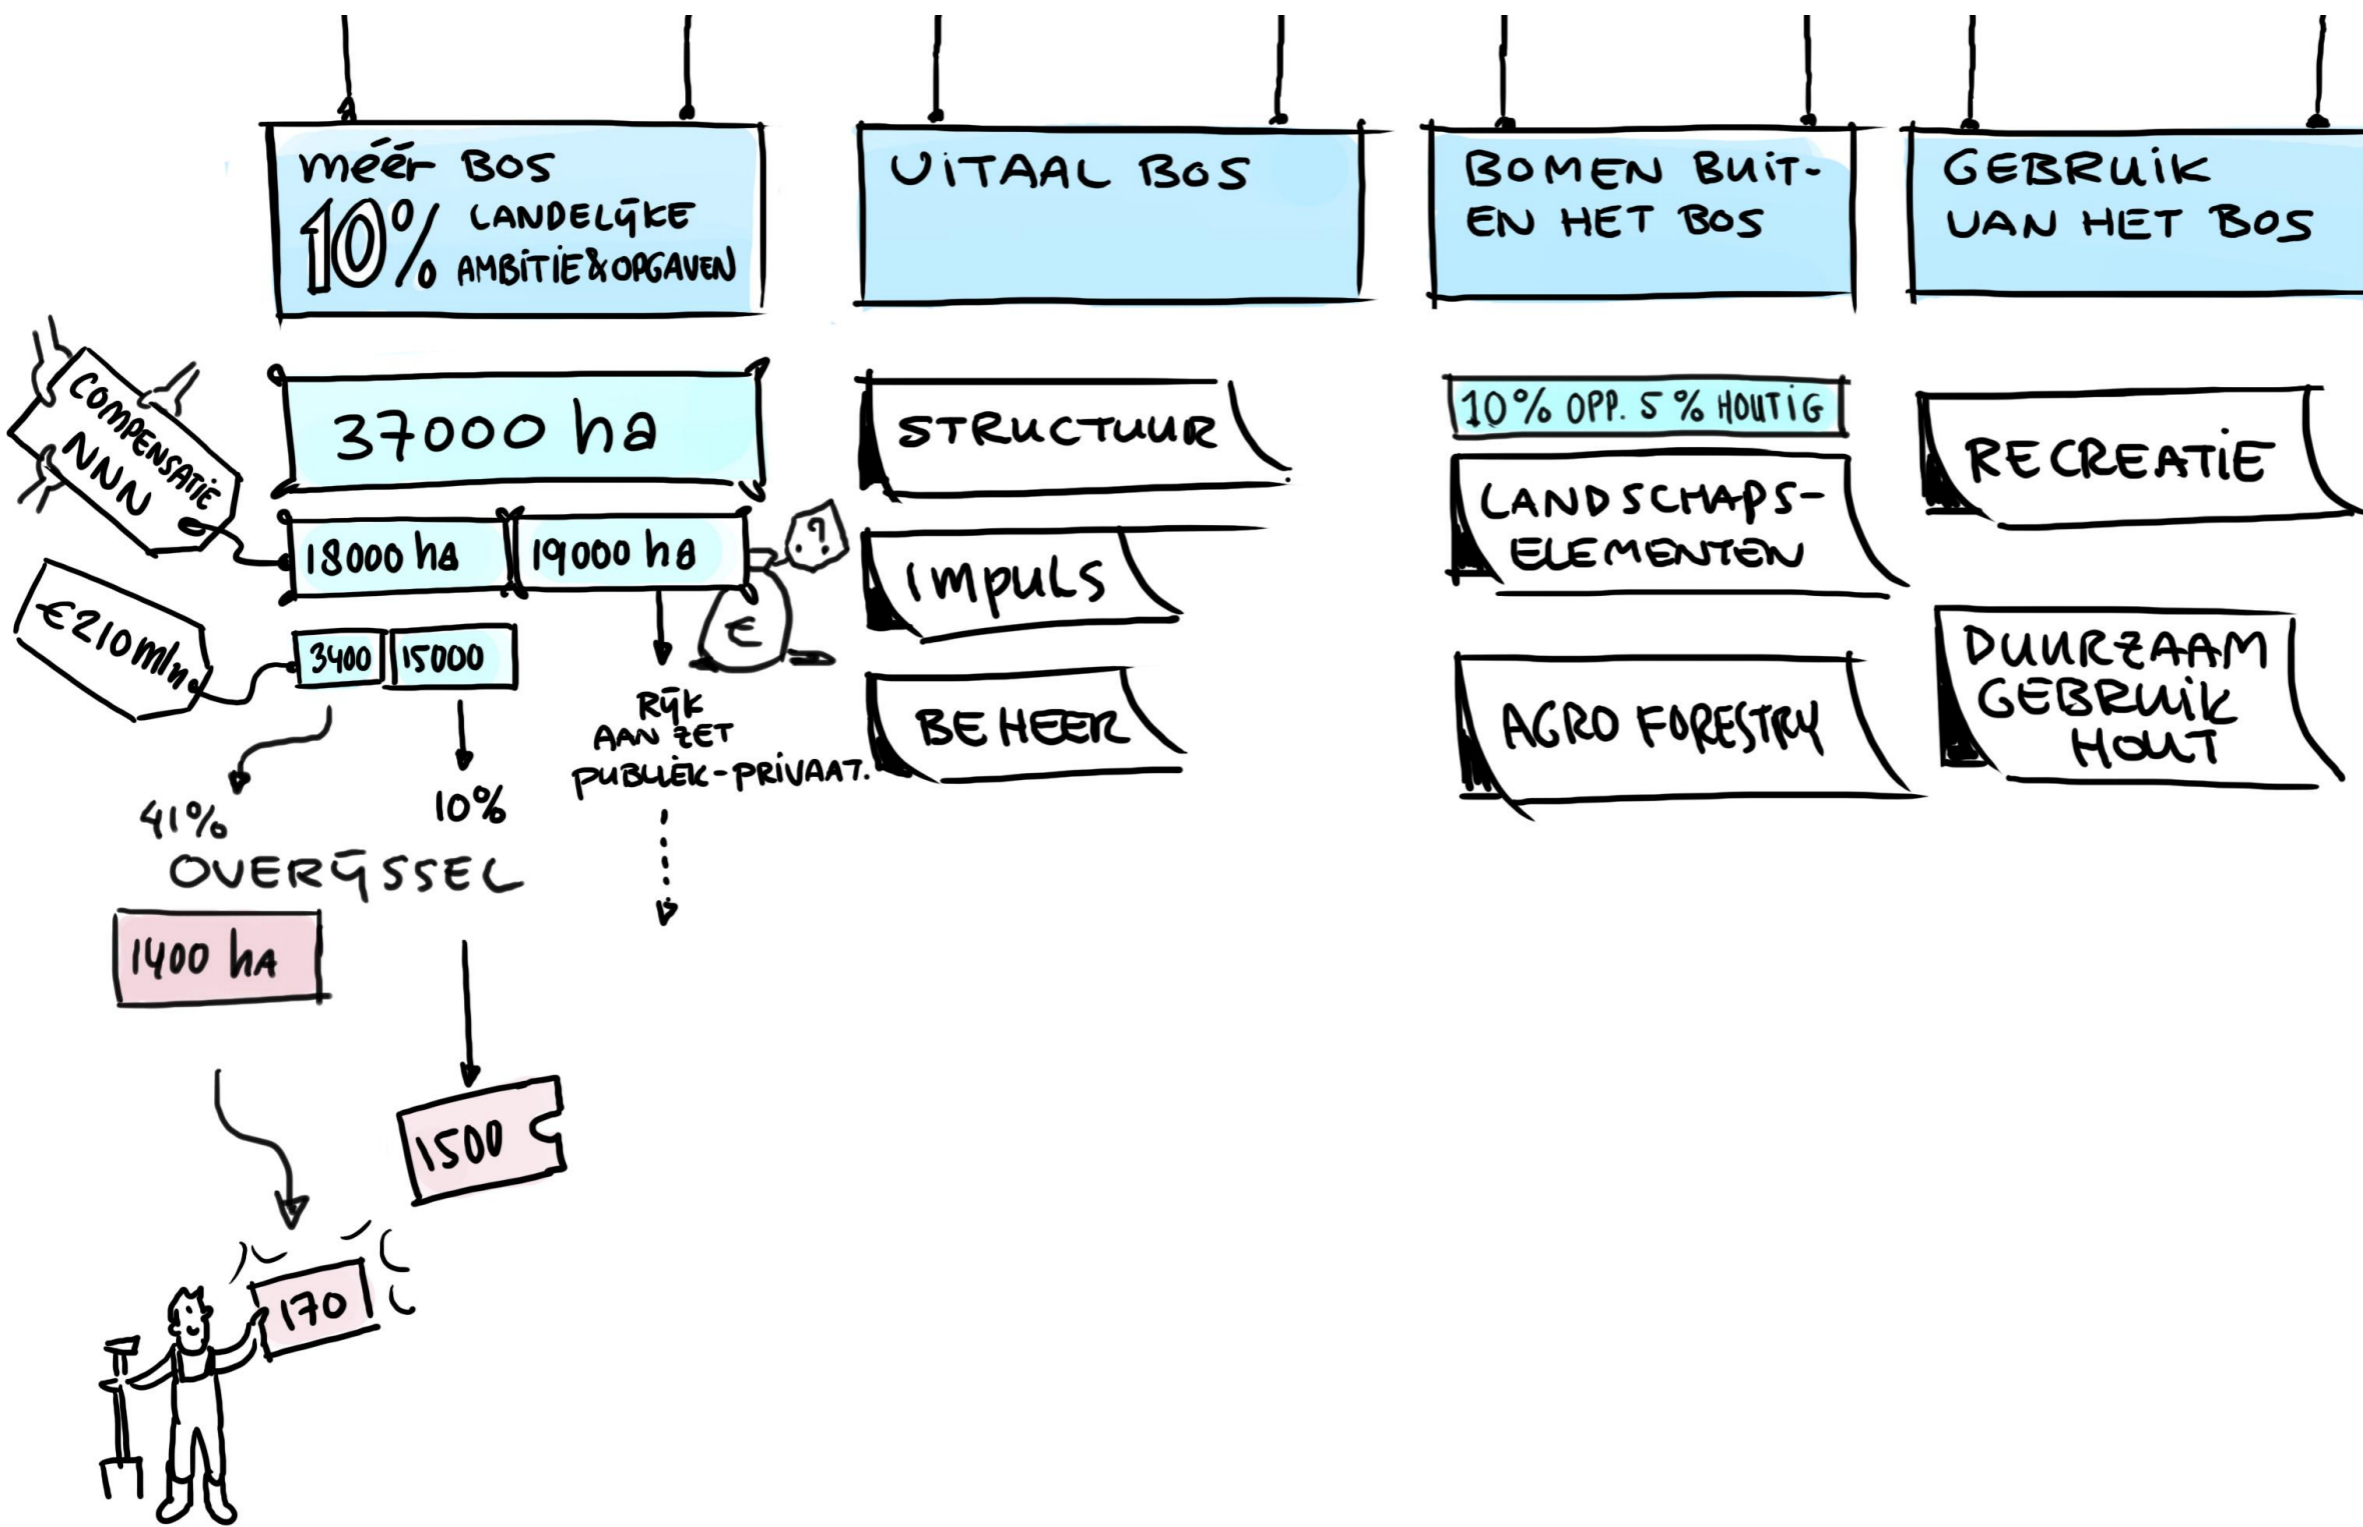 méér BOS
10% LANDELIJKE
AMBITIE & OPGAVEN
COMPENSATIE
NNN
37000 ha
18000 ha
19000 ha
?
€
€210 mln
3400
15000
RIJK
AAN ZET
PUBLIEK-PRIVAAT.
41%
10%
OVERIJSSEL
1400 ha
1500
170
VITAAL BOS
STRUCTUUR
IMPULS
BEHEER
BOMEN BUIT-
EN HET BOS
10% OPP. 5% HOUTIG
LANDSCHAPS-
ELEMENTEN
AGRO FORESTRY
GEBRUIK
VAN HET BOS
RECREATIE
DUURZAAM
GEBRUIK
HOUT